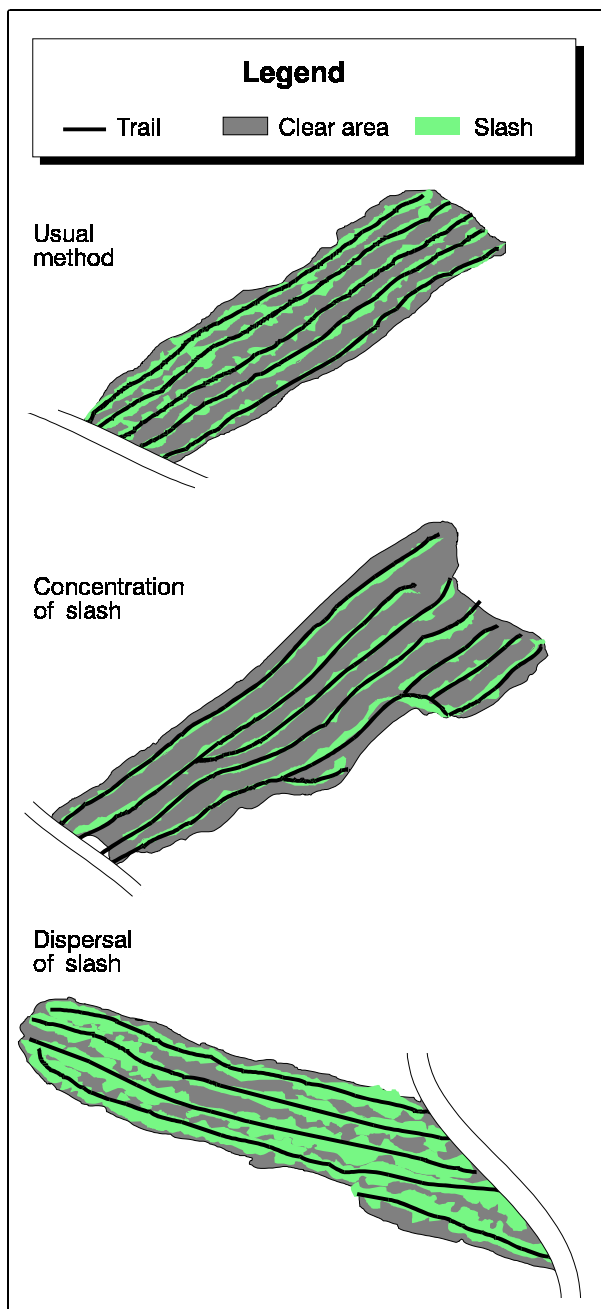 Legend
Trail
Clear area
Slash
Usual
method
Concentration
of slash
Dispersal
of slash